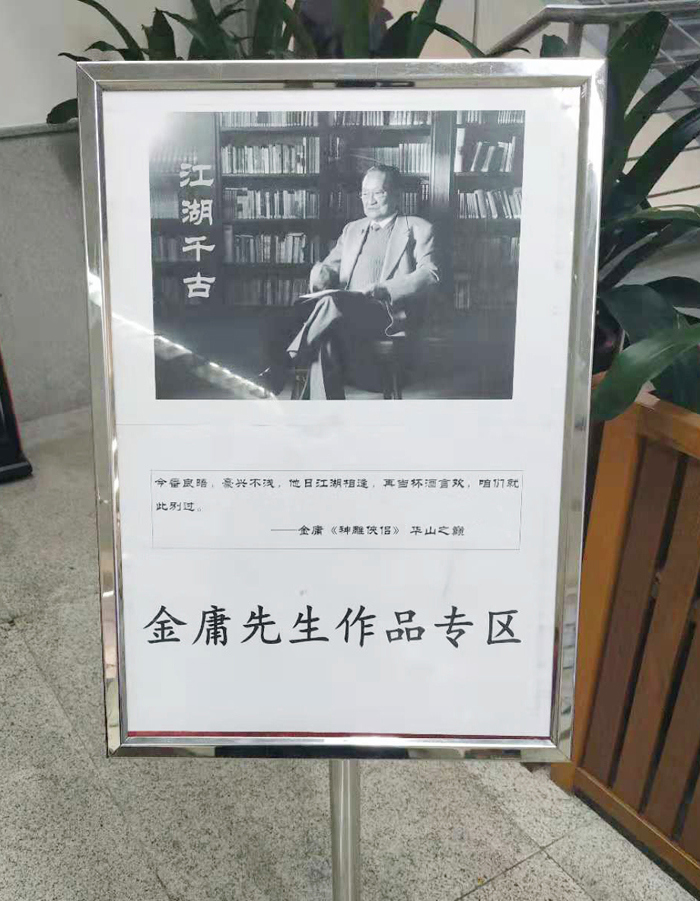 江湖千古
今番良晤，豪兴不浅，他日江湖相逢，再当杯酒言欢，咱们就
此别过。
——金庸《神雕侠侣》 华山之巅
金庸先生作品专区